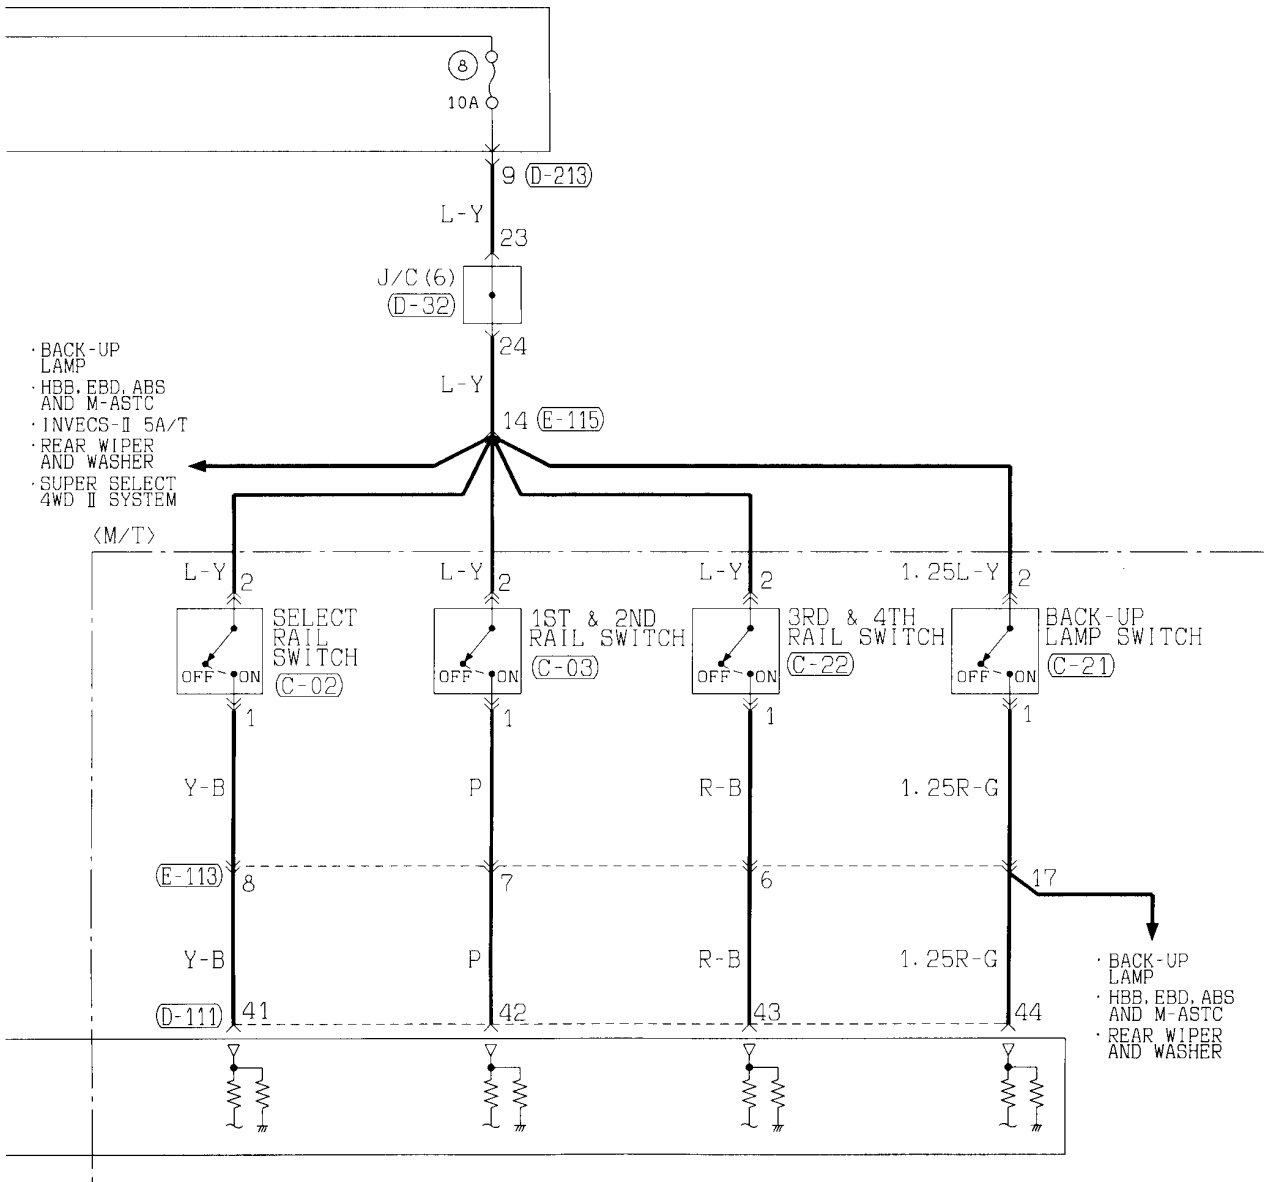 8
10A
9 D-213
L-Y
23
J/C(6)
D-32
24
L-Y
14 E-115
·BACK-UP
LAMP
·HBB, EBD, ABS
AND M-ASTC
·INVECS-Ⅱ 5A/T
·REAR WIPER
AND WASHER
·SUPER SELECT
4WD Ⅱ SYSTEM
<M/T>
L-Y 2
L-Y 2
L-Y 2
1.25L-Y 2
SELECT
RAIL
SWITCH
C-02
OFF ON
1ST & 2ND
RAIL SWITCH
C-03
OFF ON
3RD & 4TH
RAIL SWITCH
C-22
OFF ON
BACK-UP
LAMP SWITCH
C-21
OFF ON
1 1 1 1
Y-B P R-B 1.25R-G
E-113 8 7 6 17
Y-B P R-B 1.25R-G
D-111 41 42 43 44
·BACK-UP
LAMP
·HBB, EBD, ABS
AND M-ASTC
·REAR WIPER
AND WASHER